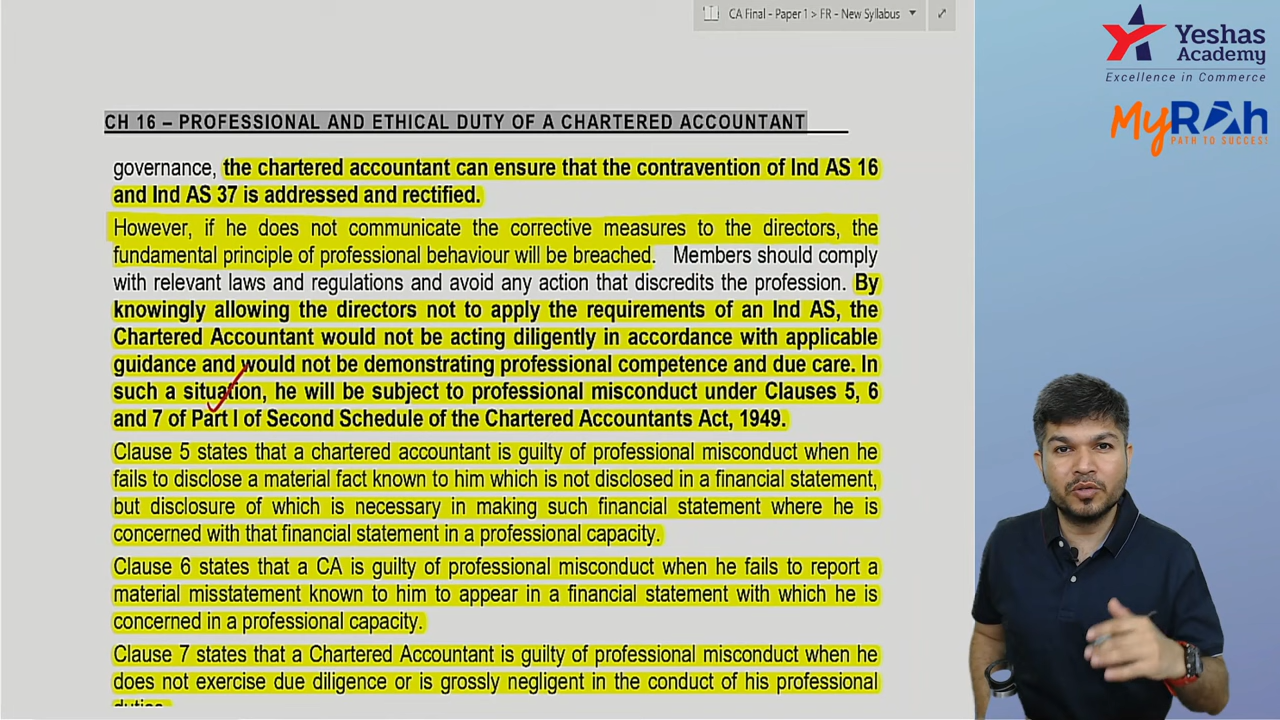 CA Final - Paper 1 > FR - New Syllabus
Yeshas
Academy
Excellence in Commerce
MyRAh
PATH TO SUCCESS
CH 16 – PROFESSIONAL AND ETHICAL DUTY OF A CHARTERED ACCOUNTANT
governance, the chartered accountant can ensure that the contravention of Ind AS 16
and Ind AS 37 is addressed and rectified.
However, if he does not communicate the corrective measures to the directors, the
fundamental principle of professional behaviour will be breached. Members should comply
with relevant laws and regulations and avoid any action that discredits the profession. By
knowingly allowing the directors not to apply the requirements of an Ind AS, the
Chartered Accountant would not be acting diligently in accordance with applicable
guidance and would not be demonstrating professional competence and due care. In
such a situation, he will be subject to professional misconduct under Clauses 5, 6
and 7 of Part I of Second Schedule of the Chartered Accountants Act, 1949.
Clause 5 states that a chartered accountant is guilty of professional misconduct when he
fails to disclose a material fact known to him which is not disclosed in a financial statement,
but disclosure of which is necessary in making such financial statement where he is
concerned with that financial statement in a professional capacity.
Clause 6 states that a CA is guilty of professional misconduct when he fails to report a
material misstatement known to him to appear in a financial statement with which he is
concerned in a professional capacity.
Clause 7 states that a Chartered Accountant is guilty of professional misconduct when he
does not exercise due diligence or is grossly negligent in the conduct of his professional